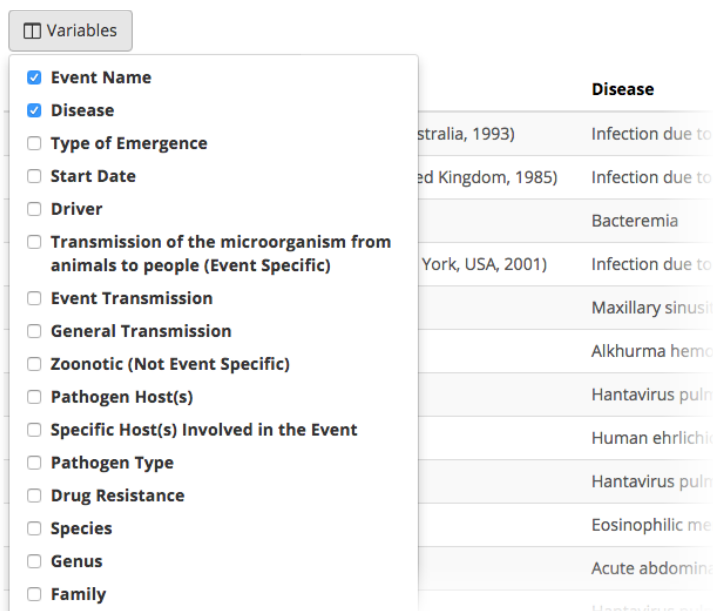 Variables
Event Name
Disease
Type of Emergence
Start Date
Driver
Transmission of the microorganism from
animals to people (Event Specific)
Event Transmission
General Transmission
Zoonotic (Not Event Specific)
Pathogen Host(s)
Specific Host(s) Involved in the Event
Pathogen Type
Drug Resistance
Species
Genus
Family
Disease
stralia, 1993) Infection due to
ed Kingdom, 1985) Infection due to
Bacteremia
York, USA, 2001) Infection due to
Maxillary sinusi
Alkhurma hemo
Hantavirus puln
Human ehrlichi
Hantavirus puln
Eosinophilic me
Acute abdomina